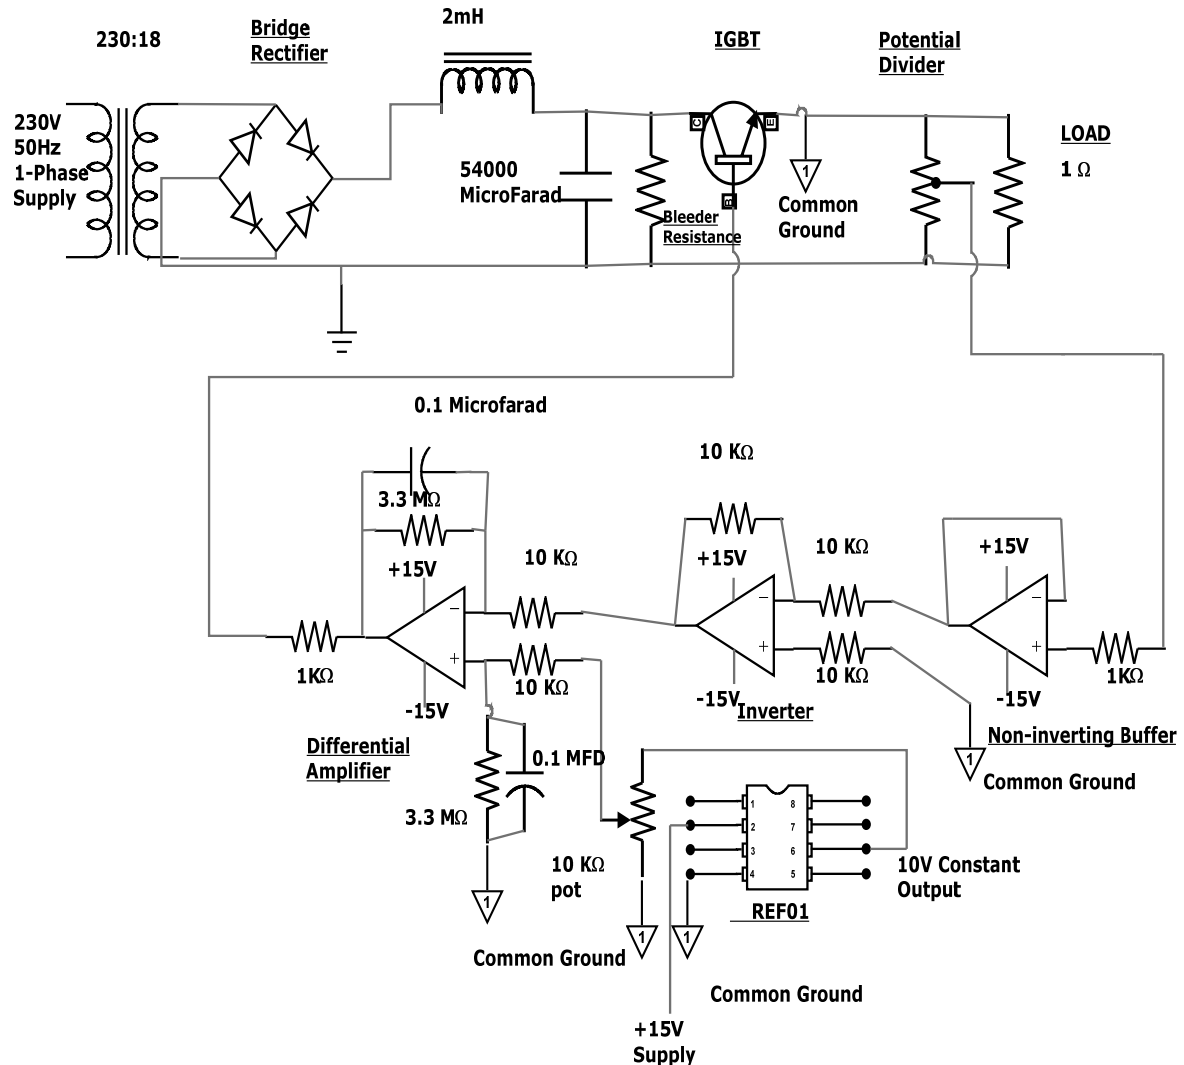 2mH
230:18
Bridge
Rectifier
IGBT
Potential
Divider
230V
50Hz
1-Phase
Supply
54000
MicroFarad
C
E
B
LOAD
1 Ω
1
Common
Ground
Bleeder
Resistance
0.1 Microfarad
10 KΩ
3.3 MΩ
+15V
10 KΩ
+15V
10 KΩ
+15V
−
+
−
+
−
+
1KΩ
-15V
10 KΩ
-15V
10 KΩ
-15V
1KΩ
Inverter
Non-inverting Buffer
Differential
Amplifier
0.1 MFD
1
Common Ground
3.3 MΩ
10 KΩ
pot
1
2
3
4
8
7
6
5
10V Constant
Output
REF01
1
1
1
Common Ground
Common Ground
+15V
Supply